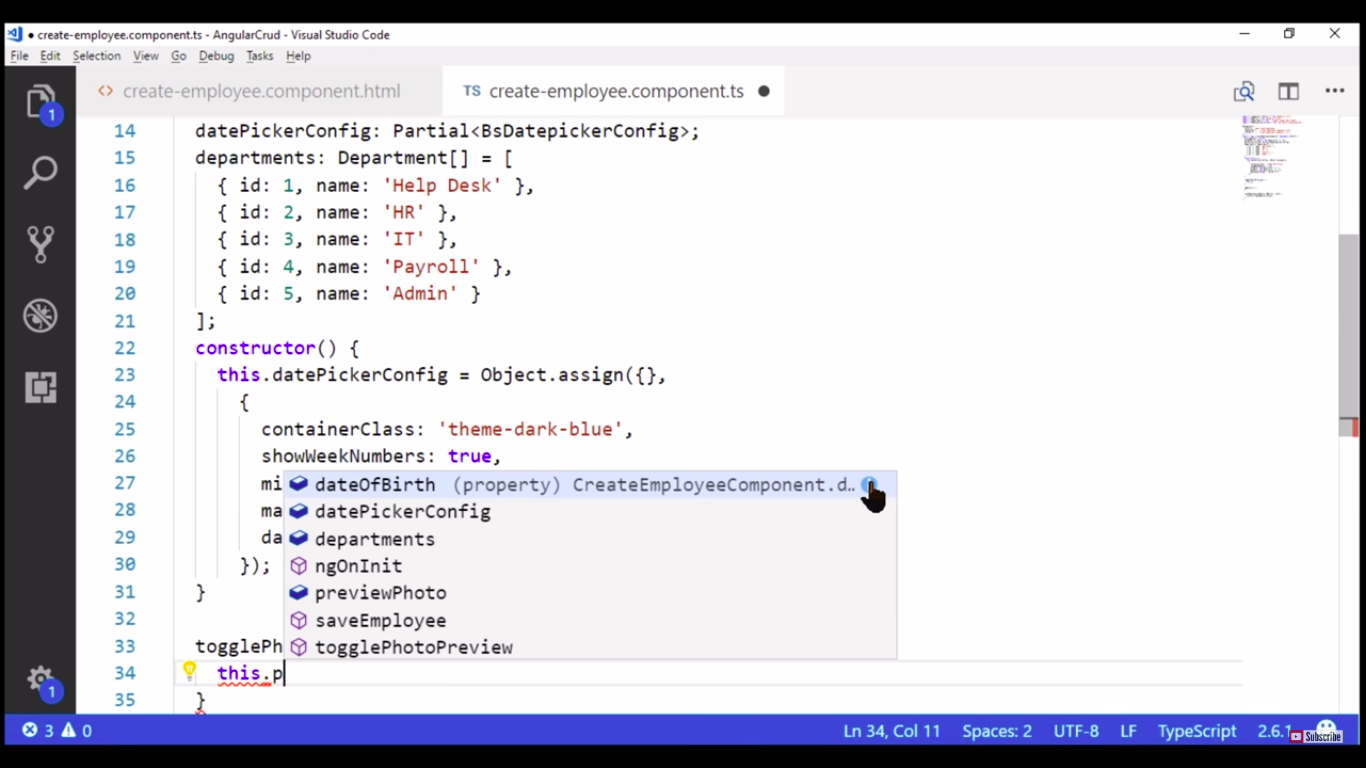 create-employee.component.ts - AngularCrud - Visual Studio Code
File Edit Selection View Go Debug Tasks Help
create-employee.component.html
TS create-employee.component.ts
1
14 datePickerConfig: Partial<BsDatepickerConfig>;
15 departments: Department[] = [
16 { id: 1, name: 'Help Desk' },
17 { id: 2, name: 'HR' },
18 { id: 3, name: 'IT' },
19 { id: 4, name: 'Payroll' },
20 { id: 5, name: 'Admin' }
21 ];
22 constructor() {
23 this.datePickerConfig = Object.assign({},
24 {
25 containerClass: 'theme-dark-blue',
26 showWeekNumbers: true,
27 mi dateOfBirth (property) CreateEmployeeComponent.d..
28 ma datePickerConfig
29 da departments
30 }); ngOnInit
31 } previewPhoto
32 saveEmployee
33 togglePh togglePhotoPreview
34 this.p
35 }
1
3 0 Ln 34, Col 11 Spaces: 2 UTF-8 LF TypeScript 2.6.1
Subscribe